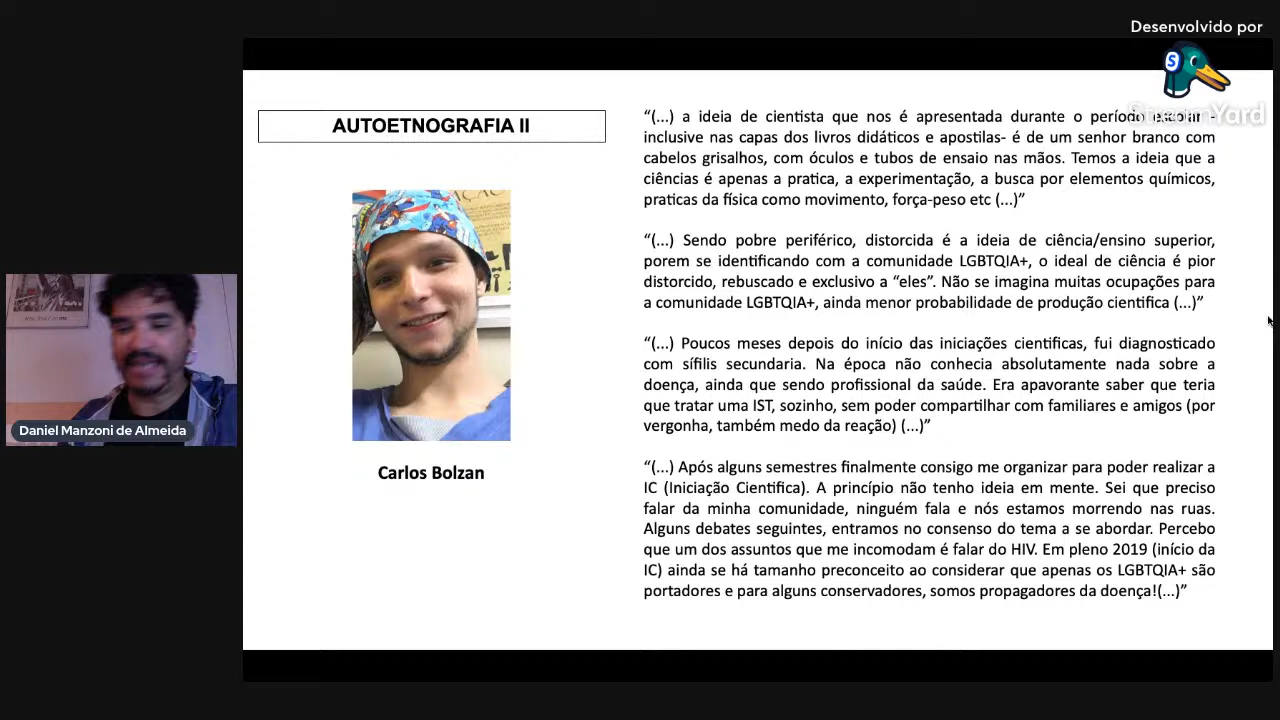 Desenvolvido por
S
StreamYard
AUTOETNOGRAFIA II
Carlos Bolzan
“(...) a ideia de cientista que nos é apresentada durante o período escolar -
inclusive nas capas dos livros didáticos e apostilas- é de um senhor branco com
cabelos grisalhos, com óculos e tubos de ensaio nas mãos. Temos a ideia que a
ciências é apenas a pratica, a experimentação, a busca por elementos químicos,
praticas da física como movimento, força-peso etc (...)”
“(...) Sendo pobre periférico, distorcida é a ideia de ciência/ensino superior,
porem se identificando com a comunidade LGBTQIA+, o ideal de ciência é pior
distorcido, rebuscado e exclusivo a “eles”. Não se imagina muitas ocupações para
a comunidade LGBTQIA+, ainda menor probabilidade de produção cientifica (...)”
“(...) Poucos meses depois do início das iniciações cientificas, fui diagnosticado
com sífilis secundaria. Na época não conhecia absolutamente nada sobre a
doença, ainda que sendo profissional da saúde. Era apavorante saber que teria
que tratar uma IST, sozinho, sem poder compartilhar com familiares e amigos (por
vergonha, também medo da reação) (...)”
“(...) Após alguns semestres finalmente consigo me organizar para poder realizar a
IC (Iniciação Cientifica). A princípio não tenho ideia em mente. Sei que preciso
falar da minha comunidade, ninguém fala e nós estamos morrendo nas ruas.
Alguns debates seguintes, entramos no consenso do tema a se abordar. Percebo
que um dos assuntos que me incomodam é falar do HIV. Em pleno 2019 (início da
IC) ainda se há tamanho preconceito ao considerar que apenas os LGBTQIA+ são
portadores e para alguns conservadores, somos propagadores da doença!(...)”
Daniel Manzoni de Almeida